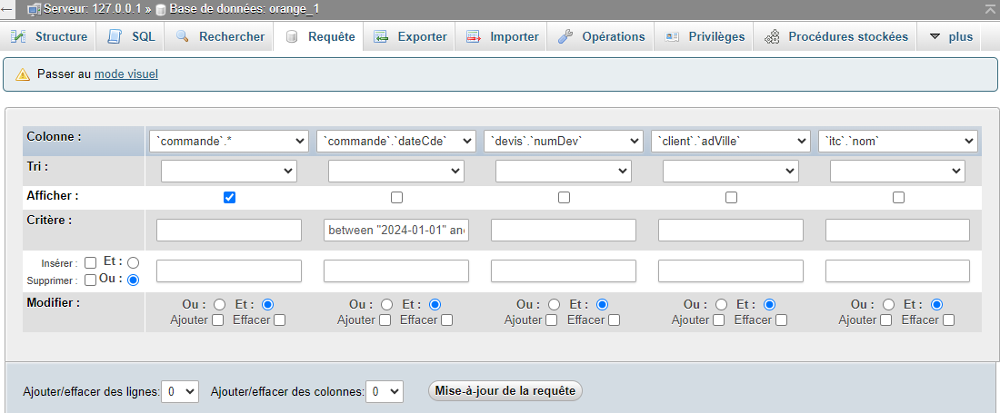 Serveur: 127.0.0.1 » Base de données: orange_1
Structure SQL Rechercher Requête Exporter Importer Opérations Privilèges Procédures stockées plus
Passer au mode visuel
Colonne : `commande`.* `commande`.`dateCde` `devis`.`numDev` `client`.`adVille` `itc`.`nom`
Tri :
Afficher :
Critère : between "2024-01-01" and
Insérer : Et :
Supprimer : Ou :
Modifier : Ou : Et : Ou : Et : Ou : Et : Ou : Et : Ou : Et :
Ajouter Effacer Ajouter Effacer Ajouter Effacer Ajouter Effacer Ajouter Effacer
Ajouter/effacer des lignes: 0 Ajouter/effacer des colonnes: 0 Mise-à-jour de la requête